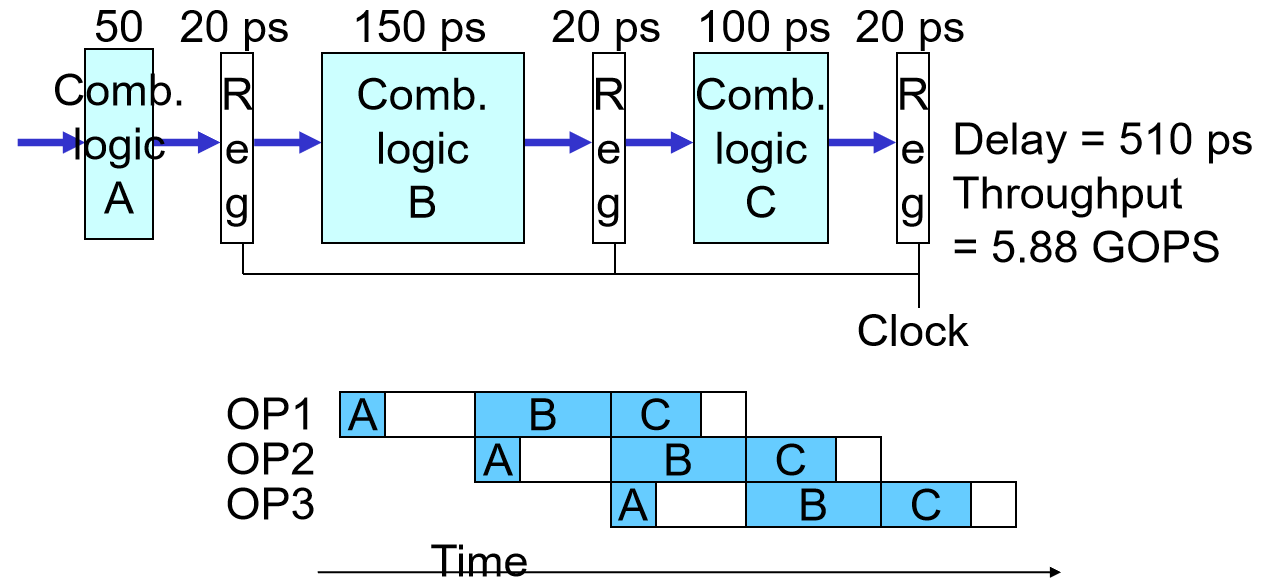 50 20 ps 150 ps 20 ps 100 ps 20 ps
Comb.
logic
A
R
e
g
Comb.
logic
B
R
e
g
Comb.
logic
C
R
e
g
Delay = 510 ps
Throughput
= 5.88 GOPS
Clock
OP1 A B C
OP2 A B C
OP3 A B C
Time